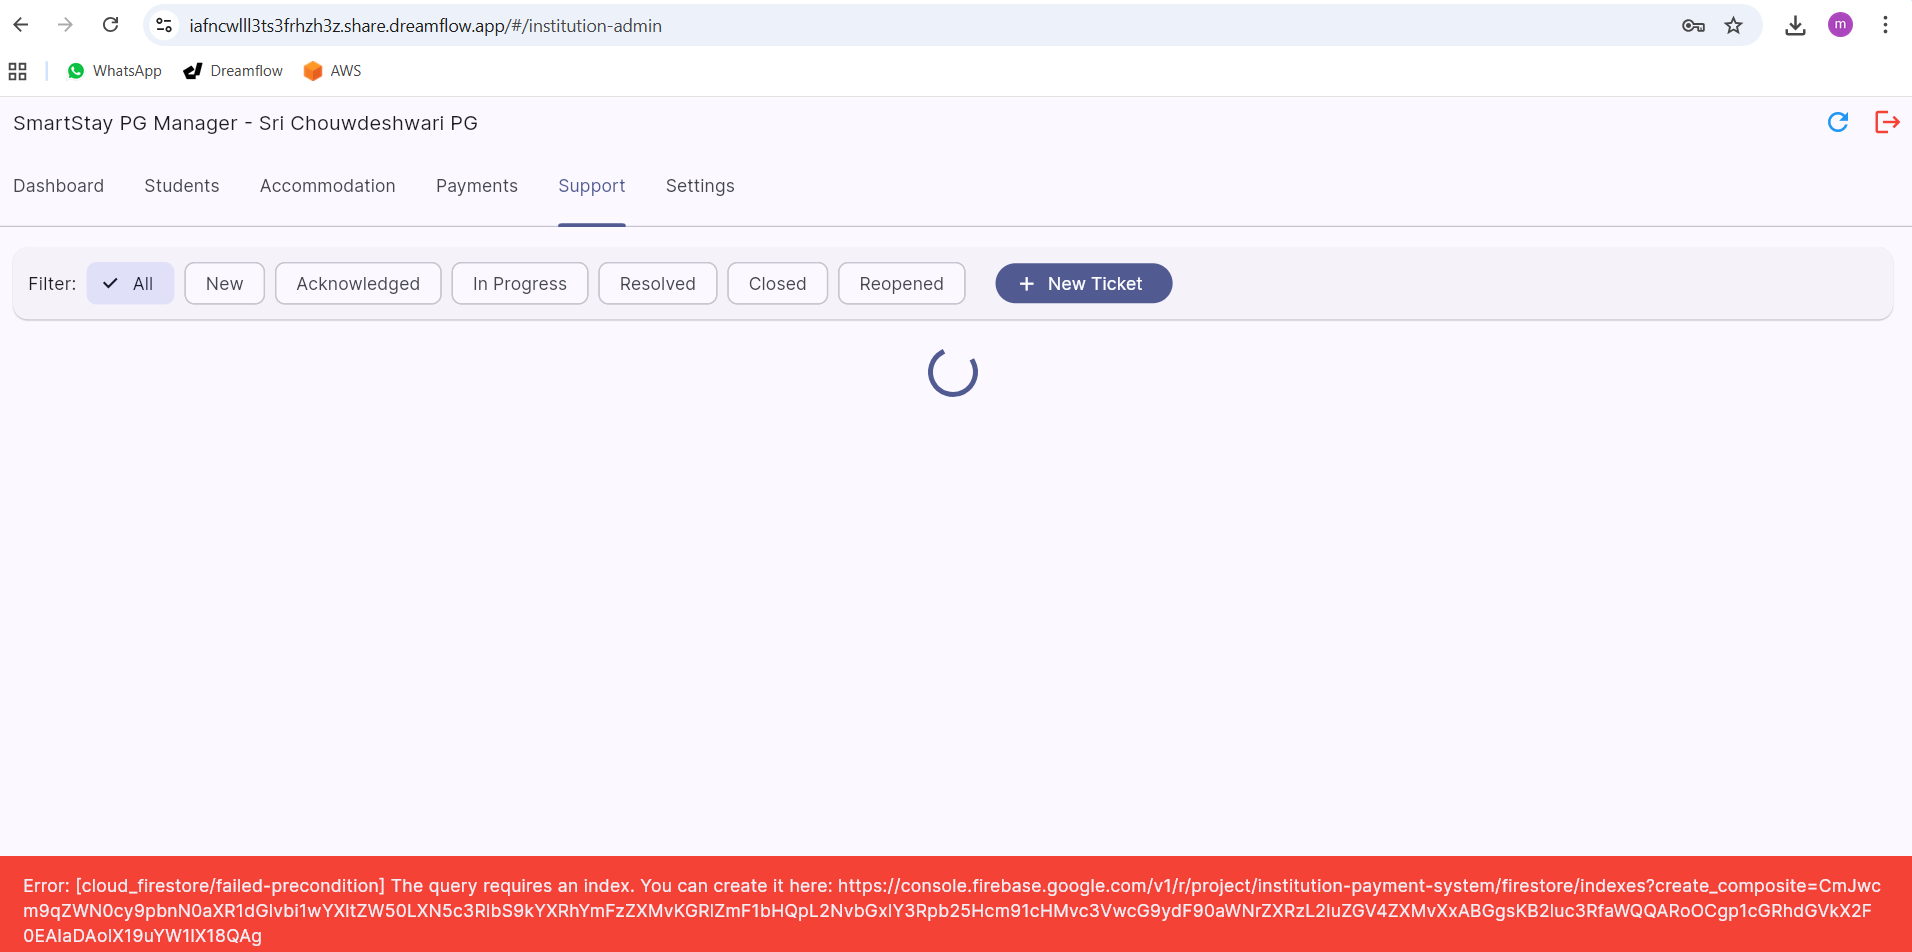 iafncwlll3ts3frhzh3z.share.dreamflow.app/#/institution-admin
m
WhatsApp Dreamflow AWS
SmartStay PG Manager - Sri Chouwdeshwari PG
Dashboard Students Accommodation Payments Support Settings
Filter: All New Acknowledged In Progress Resolved Closed Reopened + New Ticket
Error: [cloud_firestore/failed-precondition] The query requires an index. You can create it here: https://console.firebase.google.com/v1/r/project/institution-payment-system/firestore/indexes?create_composite=CmJwc
m9qZWN0cy9pbnN0aXR1dGlvbi1wYXltZW50LXN5c3RlbS9kYXRhYmFzZXMvKGRlZmF1bHQpL2NvbGxlY3Rpb25Hcm91cHMvc3VwcG9ydF90aWNrZXRzL2luZGV4ZXMvXxABGgsKB2luc3RfaWQQARoOCgp1cGRhdGVkX2F
0EAIaDAoIX19uYW1lX18QAg